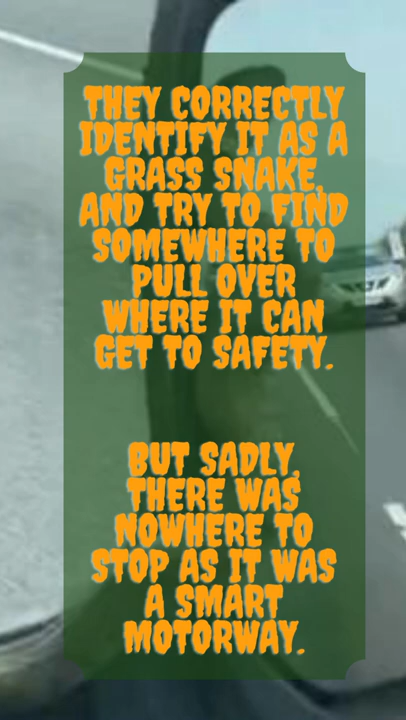 THEY CORRECTLY
IDENTIFY IT AS A
GRASS SNAKE,
AND TRY TO FIND
SOMEWHERE TO
PULL OVER
WHERE IT CAN
GET TO SAFETY.
BUT SADLY,
THERE WAS
NOWHERE TO
STOP AS IT WAS
A SMART
MOTORWAY.